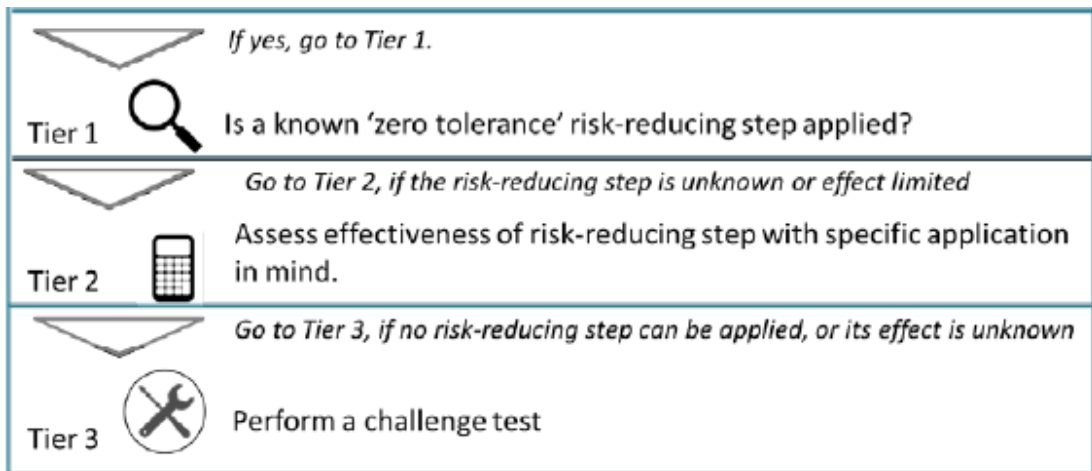 If yes, go to Tier 1.
Tier 1
Is a known ‘zero tolerance’ risk-reducing step applied?
Go to Tier 2, if the risk-reducing step is unknown or effect limited
Assess effectiveness of risk-reducing step with specific application
in mind.
Tier 2
Go to Tier 3, if no risk-reducing step can be applied, or its effect is unknown
Tier 3
Perform a challenge test